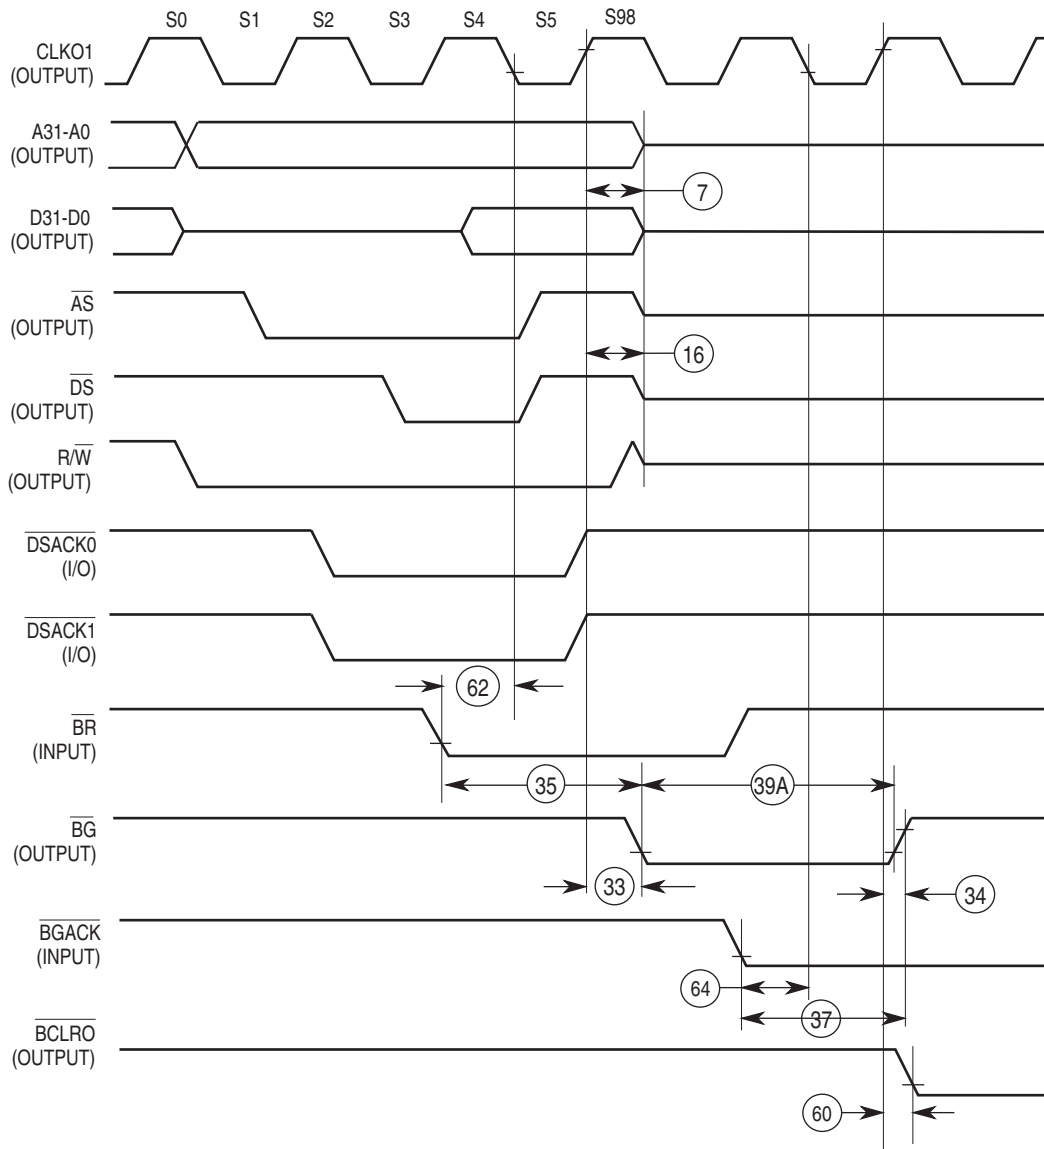 S0 S1 S2 S3 S4 S5 S98
CLKO1
(OUTPUT)
A31-A0
(OUTPUT)
7
D31-D0
(OUTPUT)
AS
(OUTPUT)
16
DS
(OUTPUT)
R/W
(OUTPUT)
DSACK0
(I/O)
DSACK1
(I/O)
62
BR
(INPUT)
35 39A
BG
(OUTPUT)
33 34
BGACK
(INPUT)
64
37
BCLRO
(OUTPUT)
60